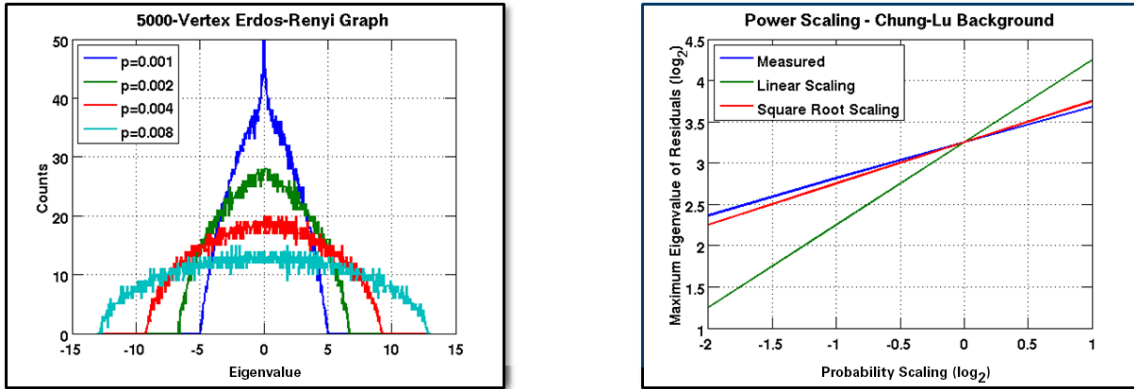 5000-Vertex Erdos-Renyi Graph
50
40
30
20
10
0
Counts
p=0.001
p=0.002
p=0.004
p=0.008
-15
-10
-5
0
5
10
15
Eigenvalue
Power Scaling - Chung-Lu Background
4.5
4
3.5
3
2.5
2
1.5
1
Maximum Eigenvalue of Residuals (log2)
Measured
Linear Scaling
Square Root Scaling
-2
-1.5
-1
-0.5
0
0.5
1
Probability Scaling (log2)